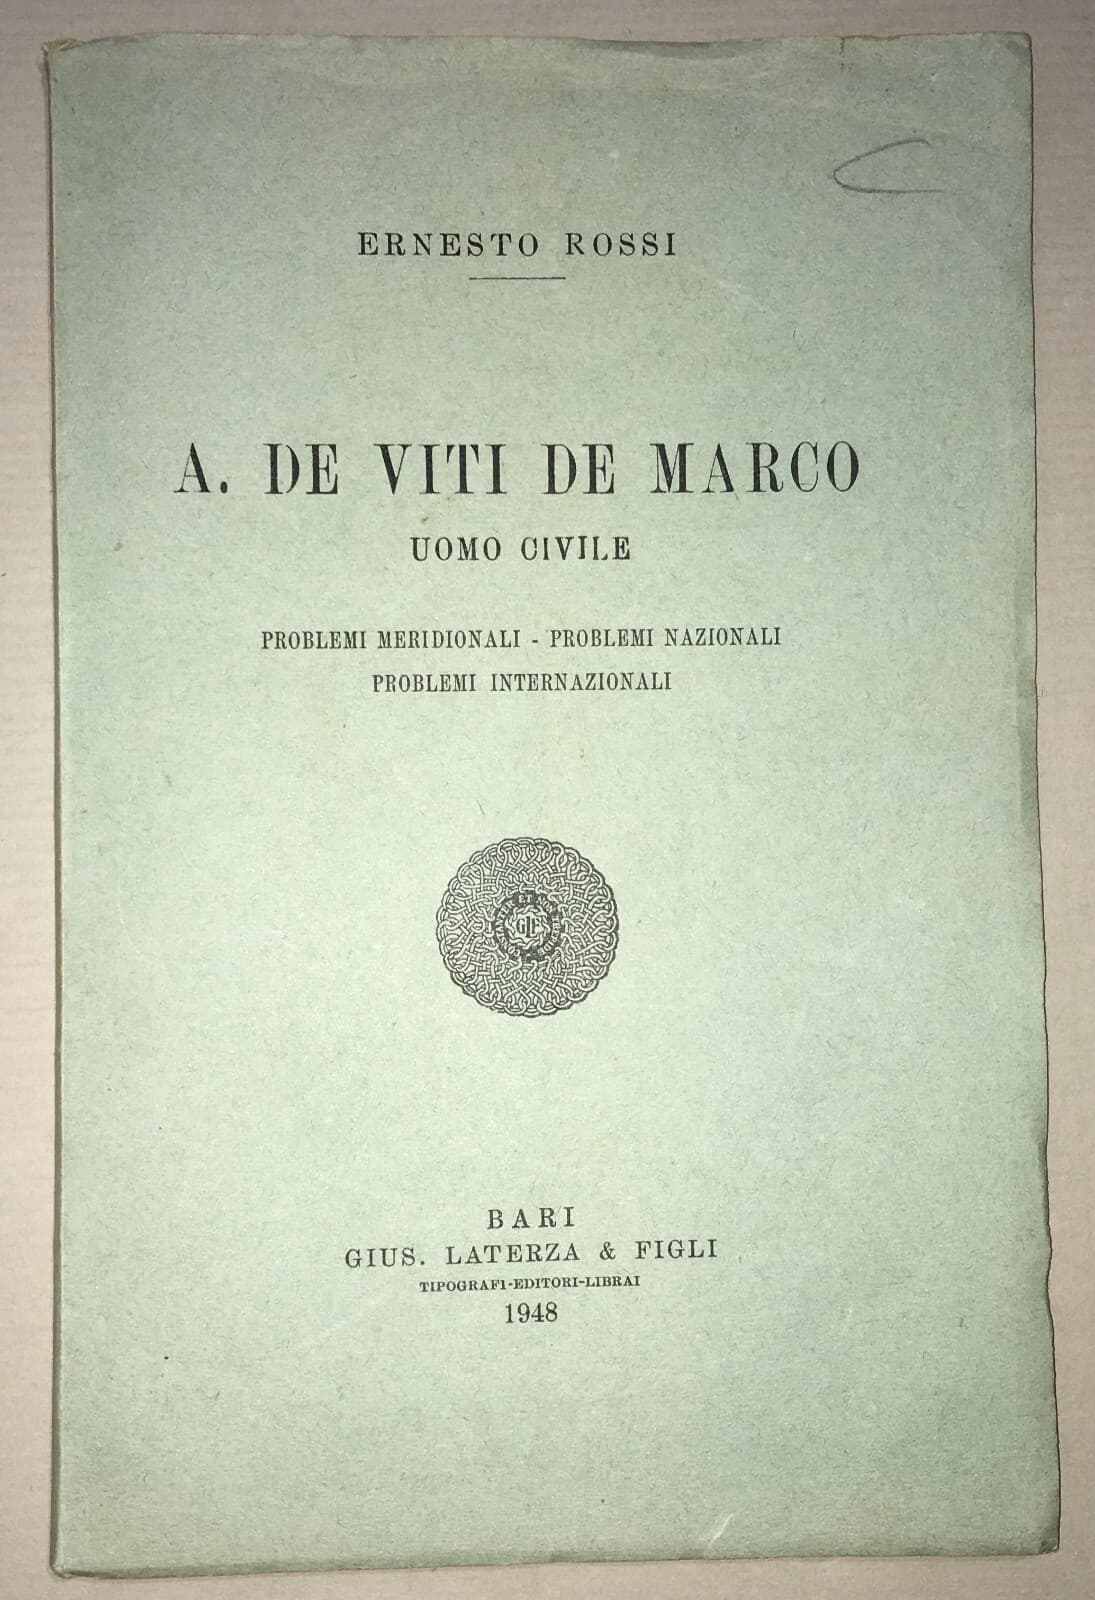 ERNESTO ROSSI
A. DE VITI DE MARCO
UOMO CIVILE
PROBLEMI MERIDIONALI - PROBLEMI NAZIONALI
PROBLEMI INTERNAZIONALI
GLF
BARI
GIUS. LATERZA & FIGLI
TIPOGRAFI-EDITORI-LIBRAI
1948